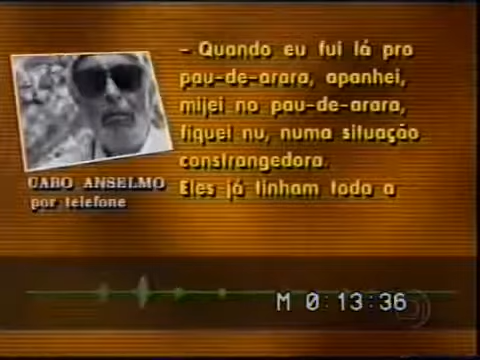 - Quando eu fui lá pro
pau-de-arara, apanhei,
mijei no pau-de-arara,
fiquei nu, numa situação
constrangedora.
Eles já tinham toda a
CABO ANSELMO
por telefone
M 0:13:36